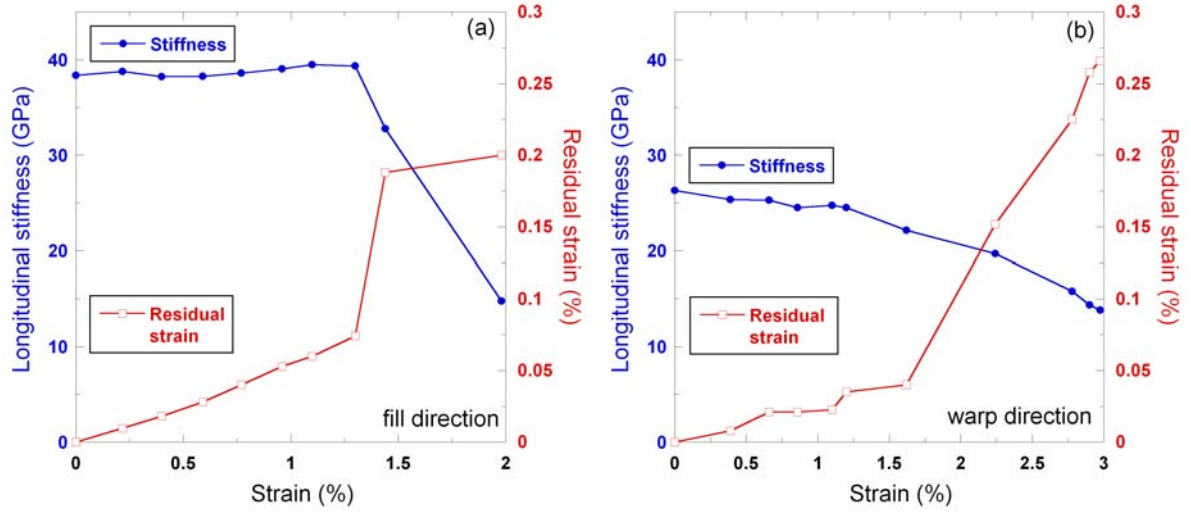 (a)
Stiffness
Residual
strain
fill direction
Longitudinal stiffness (GPa)
0
10
20
30
40
Strain (%)
0
0.5
1
1.5
2
Residual strain (%)
0
0.05
0.1
0.15
0.2
0.25
0.3
(b)
Stiffness
Residual
strain
warp direction
Longitudinal stiffness (GPa)
0
10
20
30
40
Strain (%)
0
0.5
1
1.5
2
2.5
3
Residual strain (%)
0
0.05
0.1
0.15
0.2
0.25
0.3